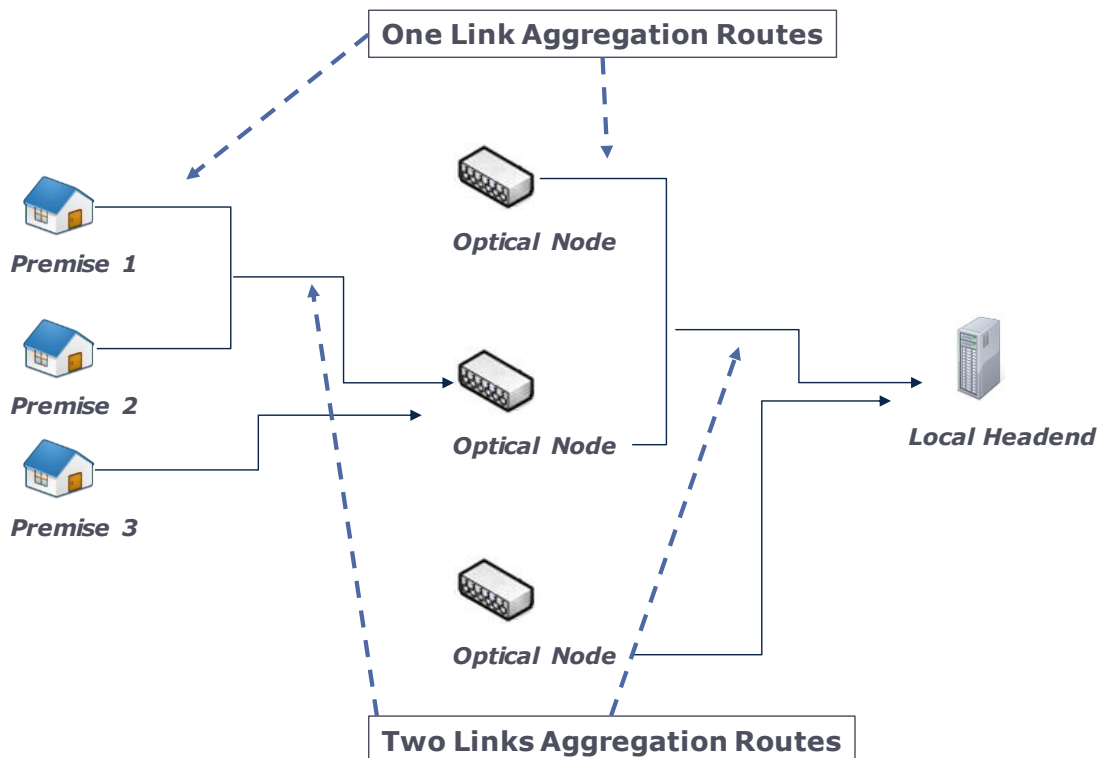 One Link Aggregation Routes
Optical Node
Premise 1
Premise 2
Optical Node
Local Headend
Premise 3
Optical Node
Two Links Aggregation Routes